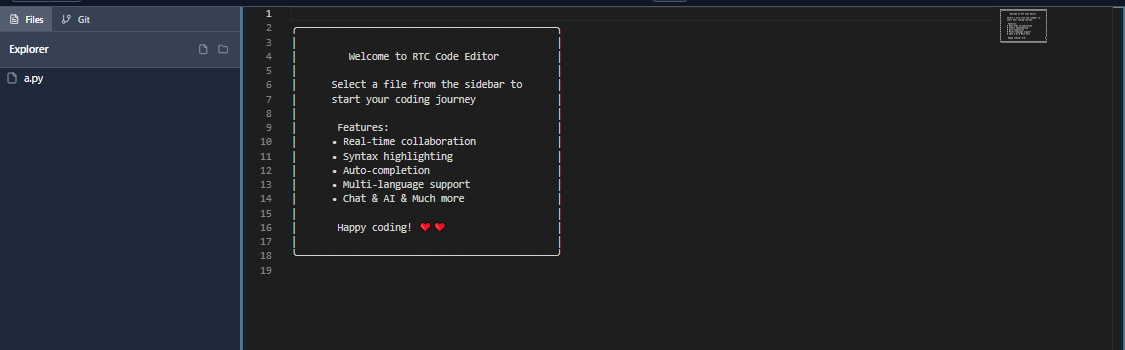 Files Git
Explorer
a.py
1
2
3
4 Welcome to RTC Code Editor
5
6 Select a file from the sidebar to
7 start your coding journey
8
9 Features:
10 • Real-time collaboration
11 • Syntax highlighting
12 • Auto-completion
13 • Multi-language support
14 • Chat & AI & Much more
15
16 Happy coding! ❤️❤️
17
18
19